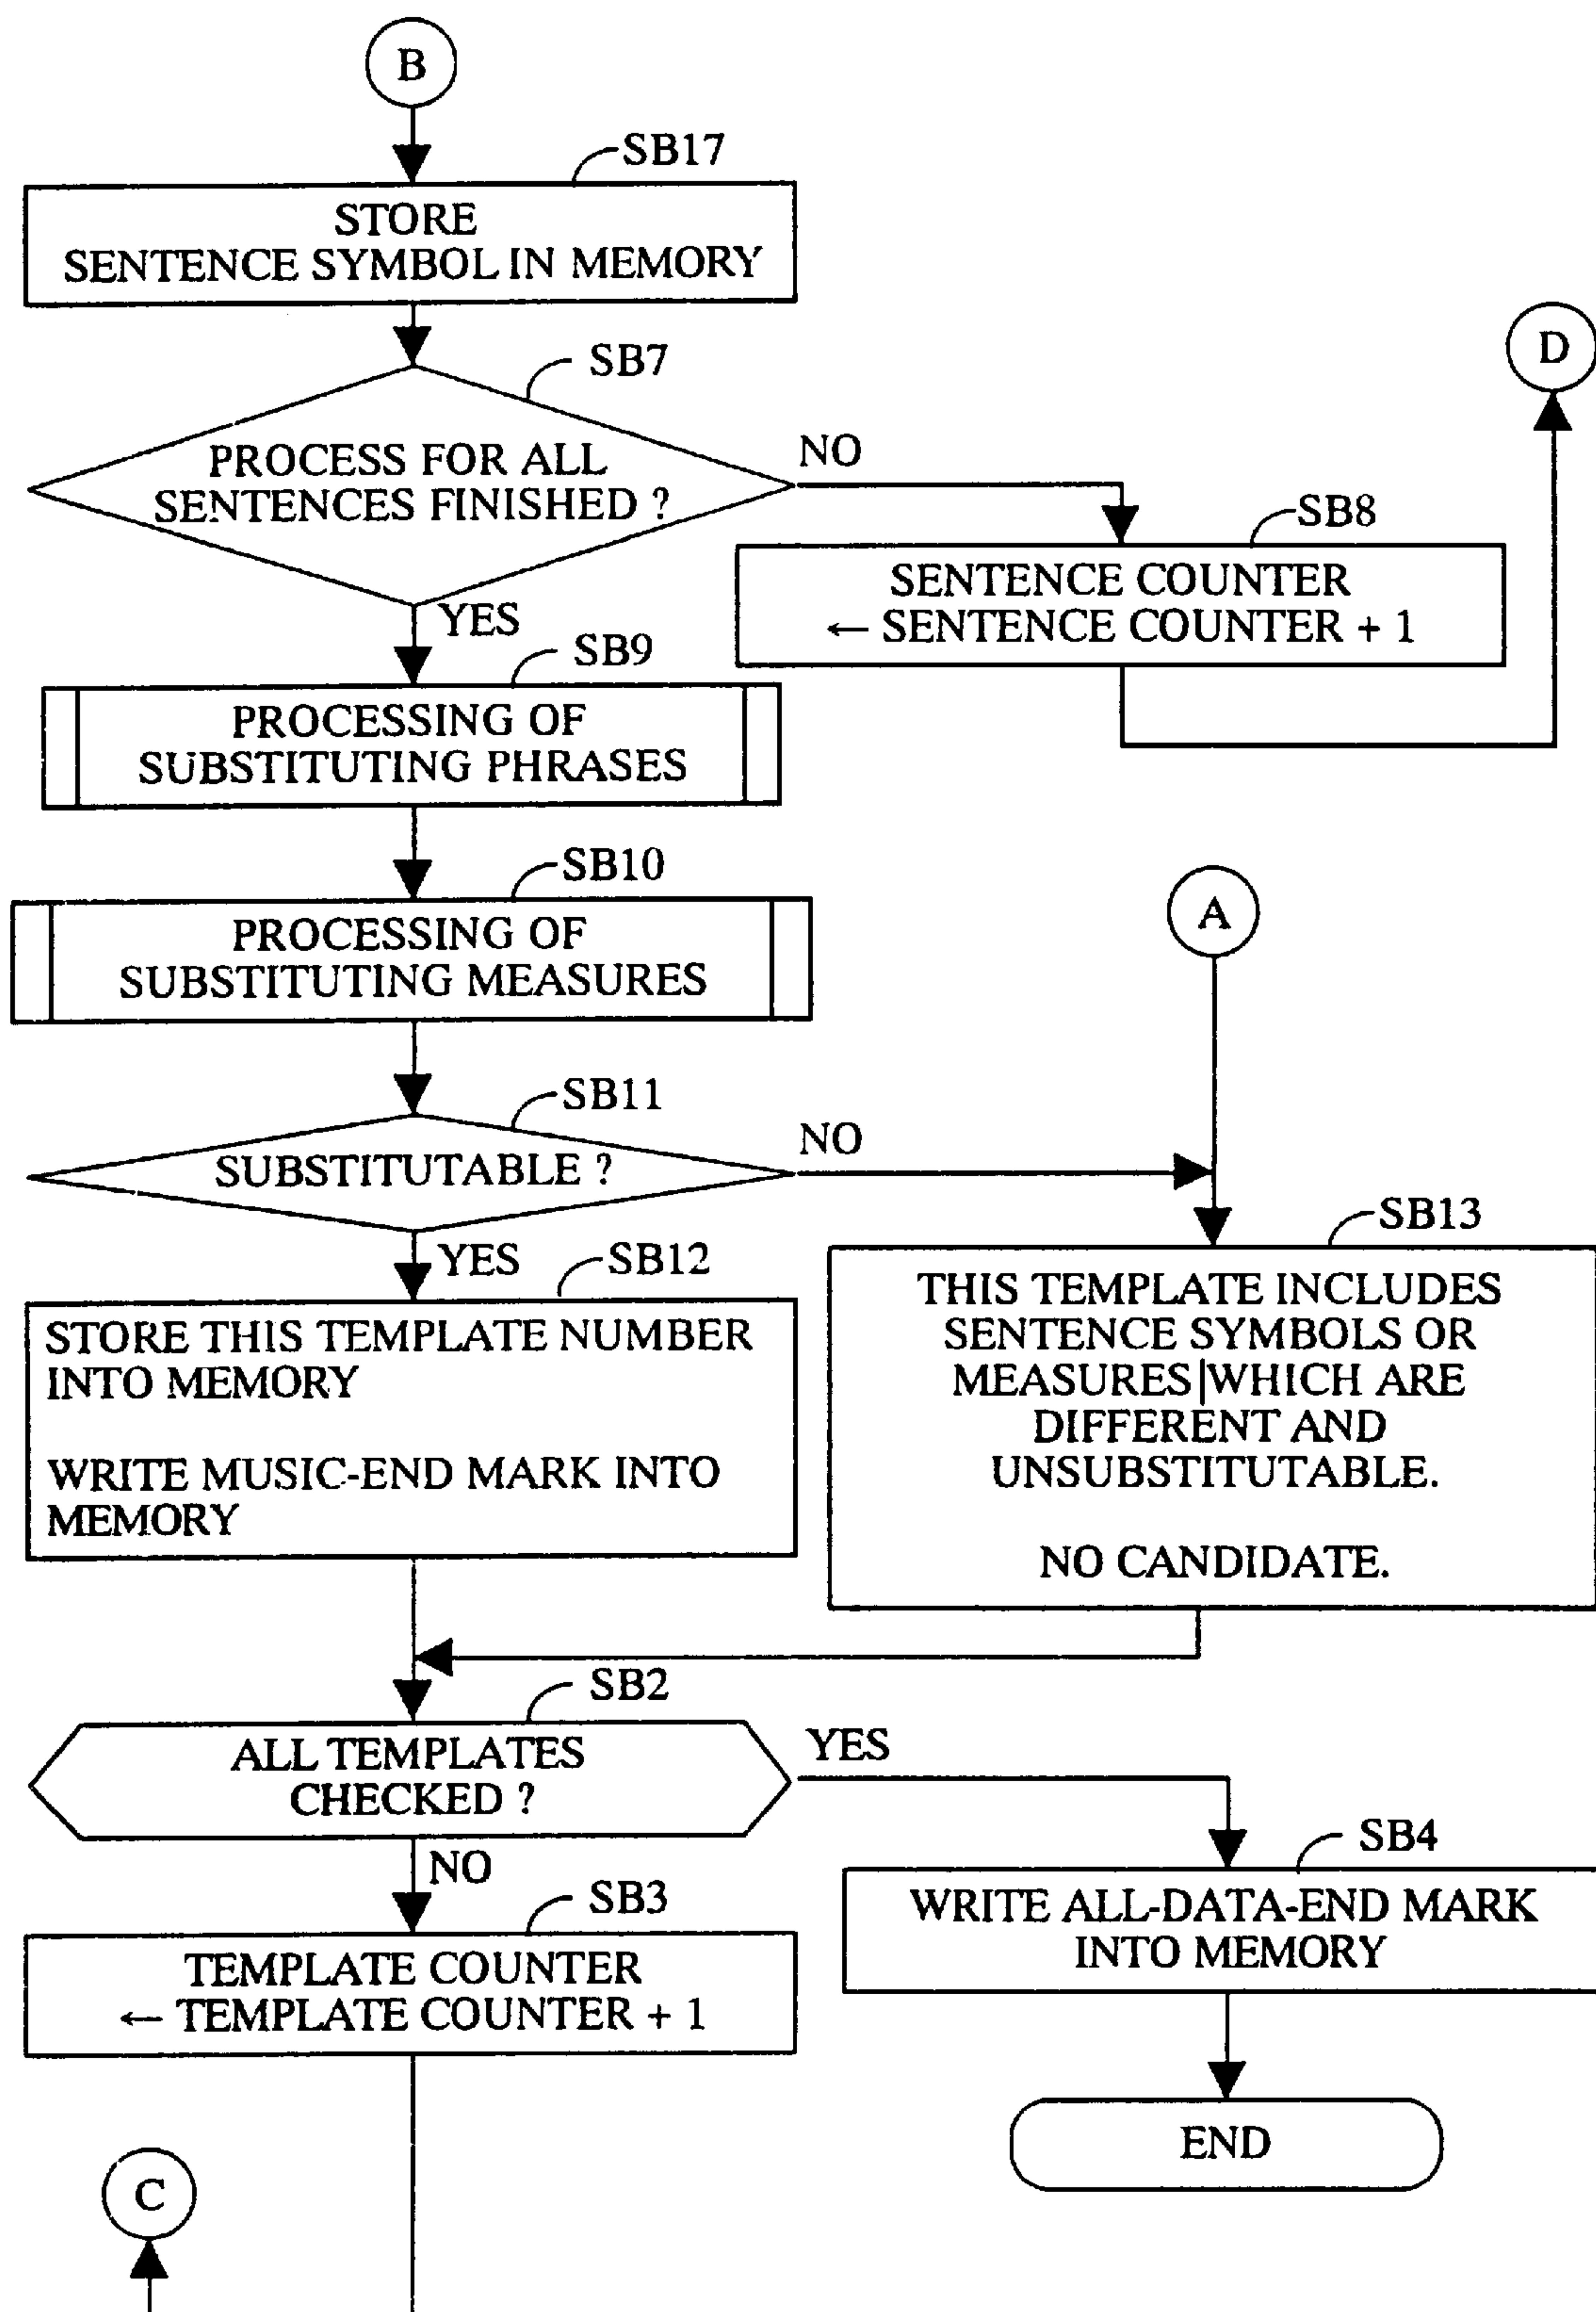 B
SB17
STORE
SENTENCE SYMBOL IN MEMORY
SB7
D
PROCESS FOR ALL
SENTENCES FINISHED ?
NO
SB8
SENTENCE COUNTER
← SENTENCE COUNTER + 1
YES
SB9
PROCESSING OF
SUBSTITUTING PHRASES
SB10
PROCESSING OF
SUBSTITUTING MEASURES
A
SB11
SUBSTITUTABLE ?
NO
YES
SB12
STORE THIS TEMPLATE NUMBER
INTO MEMORY
WRITE MUSIC-END MARK INTO
MEMORY
SB13
THIS TEMPLATE INCLUDES
SENTENCE SYMBOLS OR
MEASURES|WHICH ARE
DIFFERENT AND
UNSUBSTITUTABLE.
NO CANDIDATE.
SB2
ALL TEMPLATES
CHECKED ?
YES
NO
SB4
WRITE ALL-DATA-END MARK
INTO MEMORY
SB3
TEMPLATE COUNTER
← TEMPLATE COUNTER + 1
END
C